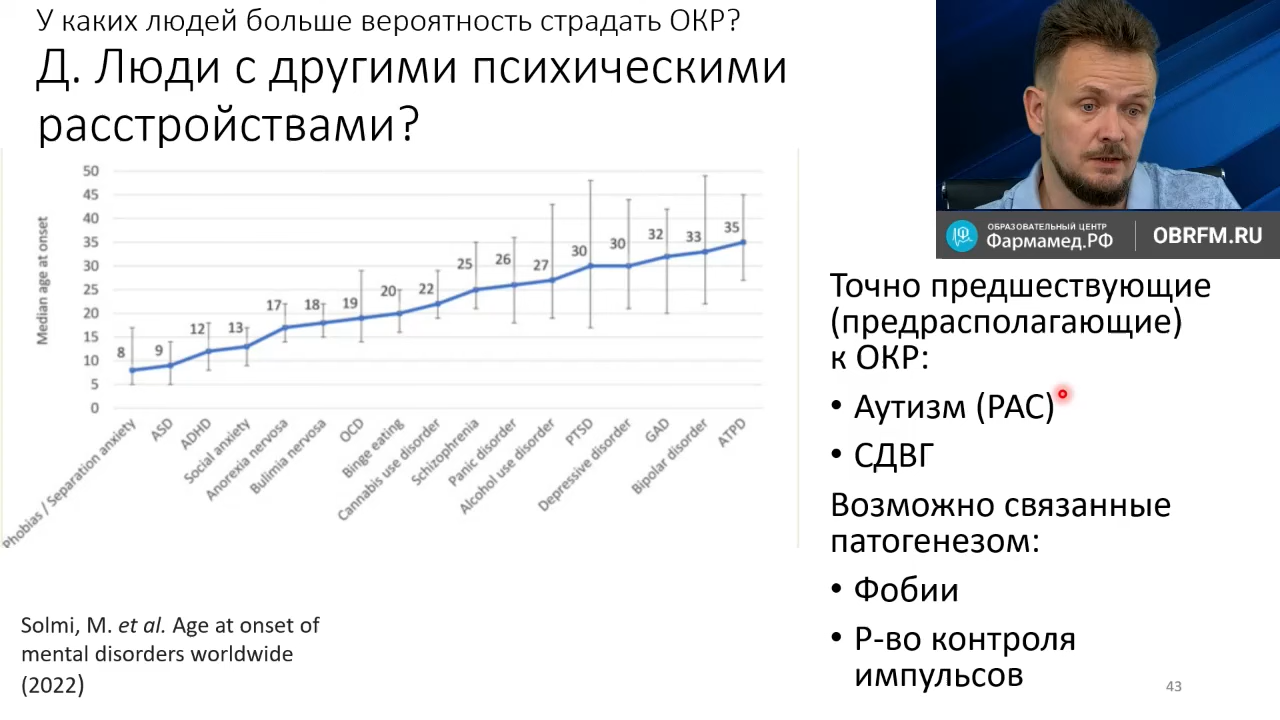 У каких людей больше вероятность страдать ОКР?
Д. Люди с другими психическими
расстройствами?
ОБРАЗОВАТЕЛЬНЫЙ ЦЕНТР
Фармамед.РФ
OBRFM.RU
Median age at onset
50
45
40
35
30
25
20
15
10
5
0
8
9
12
13
17
18
19
20
22
25
26
27
30
30
32
33
35
Phobias / Separation anxiety
ASD
ADHD
Social anxiety
Anorexia nervosa
Bulimia nervosa
OCD
Binge eating
Cannabis use disorder
Schizophrenia
Panic disorder
Alcohol use disorder
PTSD
Depressive disorder
GAD
Bipolar disorder
ATPD
Точно предшествующие
(предрасполагающие)
к ОКР:
• Аутизм (РАС)
• СДВГ
Возможно связанные
патогенезом:
• Фобии
• Р-во контроля
импульсов
Solmi, M. et al. Age at onset of
mental disorders worldwide
(2022)
43